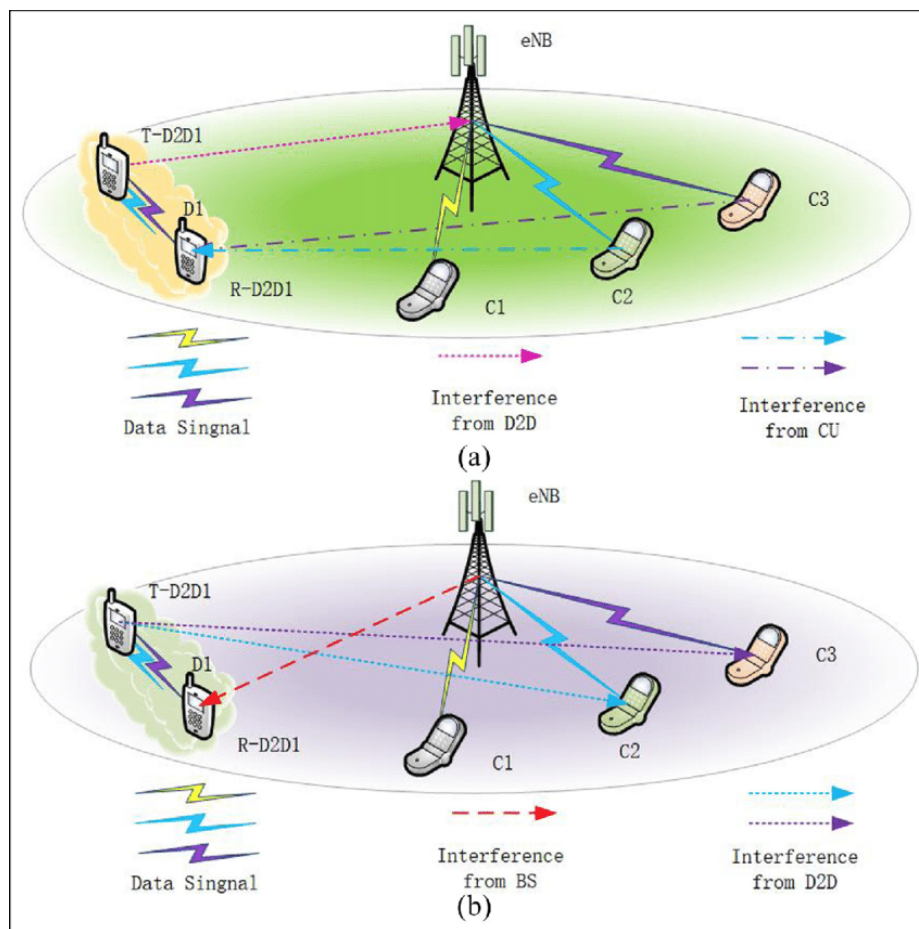 eNB
T-D2D1
D1
C3
R-D2D1
C1
C2
Data Singnal
Interference
from D2D
Interference
from CU
(a)
eNB
T-D2D1
D1
C3
R-D2D1
C1
C2
Data Singnal
Interference
from BS
Interference
from D2D
(b)